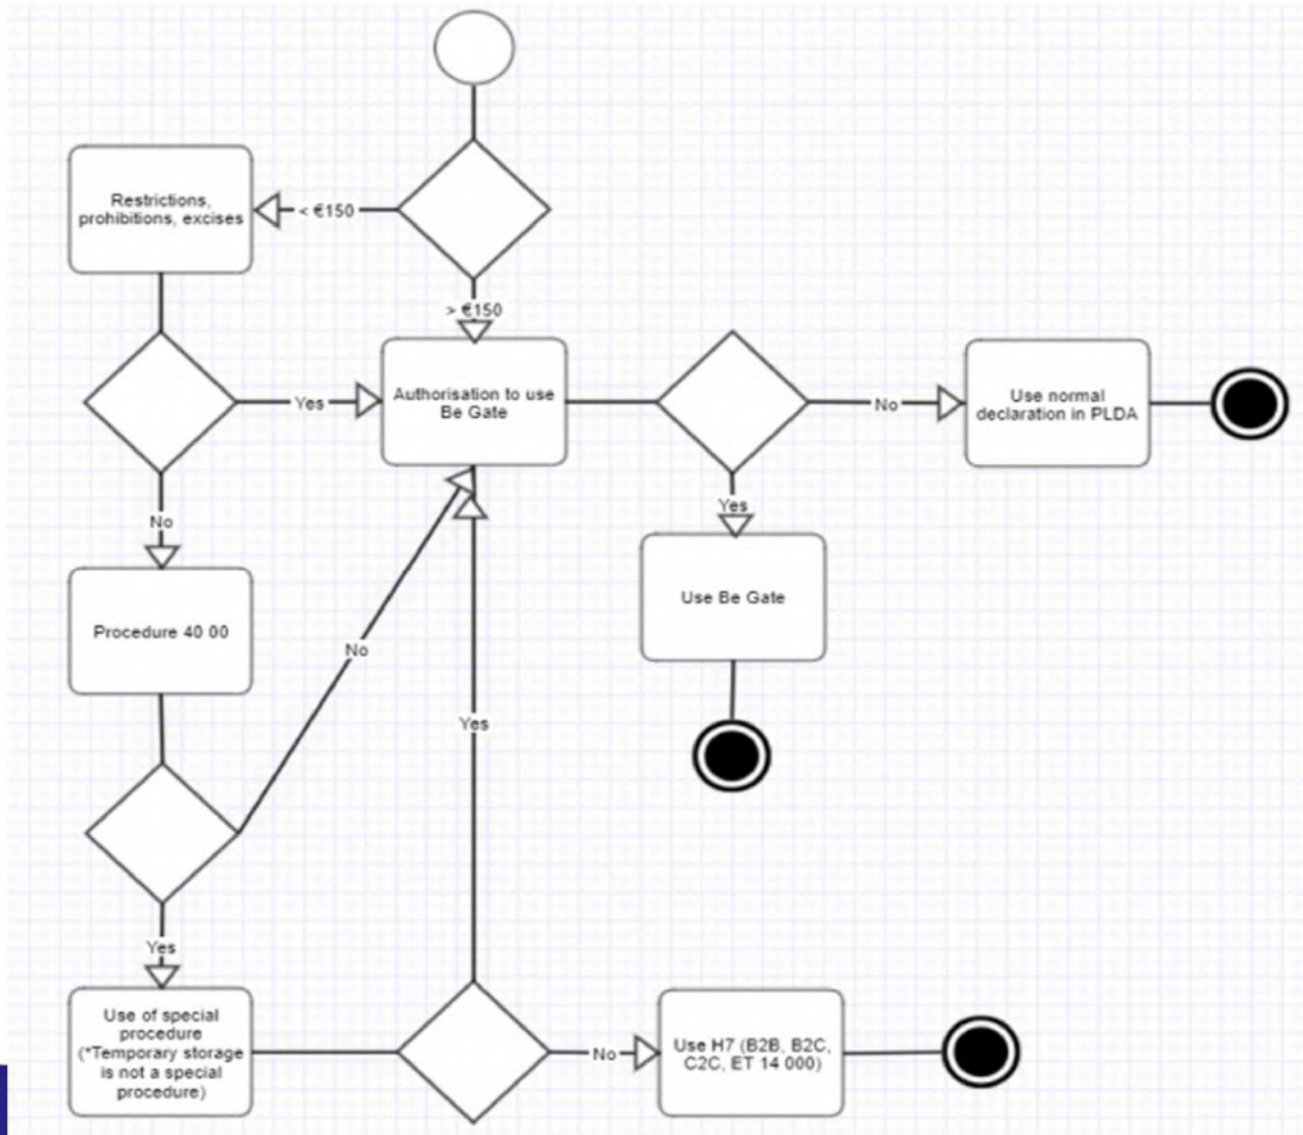 < €150
Restrictions,
prohibitions, excises
> €150
Yes
Authorisation to use
Be Gate
No
Use normal
declaration in PLDA
No
Yes
Procedure 40 00
Use Be Gate
No
Yes
Yes
Use of special
procedure
(*Temporary storage
is not a special
procedure)
No
Use H7 (B2B, B2C,
C2C, ET 14 000)